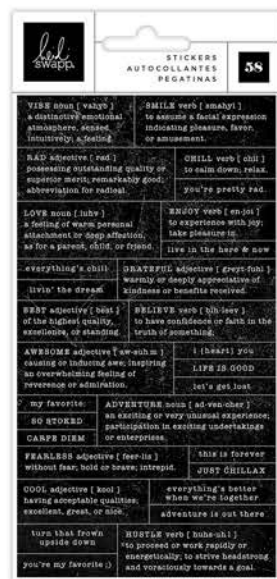 heidi
swapp.
STICKERS
AUTOCOLLANTES
PEGATINAS
58
VIBE noun [ vahyb ]
a distinctive emotional
atmosphere, sensed
intuitively; a feeling.
SMILE verb [ smahyl ]
to assume a facial expression
indicating pleasure, favor,
or amusement.
RAD adjective [ rad ]
possessing outstanding quality or
superior merit; remarkably good;
abbreviation for radical.
CHILL verb [ chil ]
to calm down; relax.
you're pretty rad.
LOVE noun [ luhv ]
a feeling of warm personal
attachment or deep affection,
as for a parent, child, or friend.
ENJOY verb [ en-joi ]
to experience with joy;
take pleasure in.
live in the here & now
everything's chill
livin' the dream
GRATEFUL adjective [ greyt-fuhl ]
warmly or deeply appreciative of
kindness or benefits received.
BEST adjective [ best ]
of the highest quality,
excellence, or standing.
BELIEVE verb [ bih-leev ]
to have confidence or faith in the
truth of something;
AWESOME adjective [ aw-suhm ]
causing or inducing awe; inspiring
an overwhelming feeling of
reverence or admiration.
i {heart} you
LIFE IS GOOD
let's get lost
my favorite
SO STOKED
CARPE DIEM
ADVENTURE noun [ ad-ven-cher ]
an exciting or very unusual experience;
participation in exciting undertakings
or enterprises.
FEARLESS adjective [ feer-lis ]
without fear; bold or brave; intrepid.
this is forever
JUST CHILLAX
COOL adjective [ kool ]
having acceptable qualities;
excellent, great, or nice.
everything's better
when we're together
adventure is out there
turn that frown
upside down
you're my favorite ;)
HUSTLE verb [ huhs-uhl ]
to proceed or work rapidly or
energetically; to strive headstrong
and voraciously towards a goal.